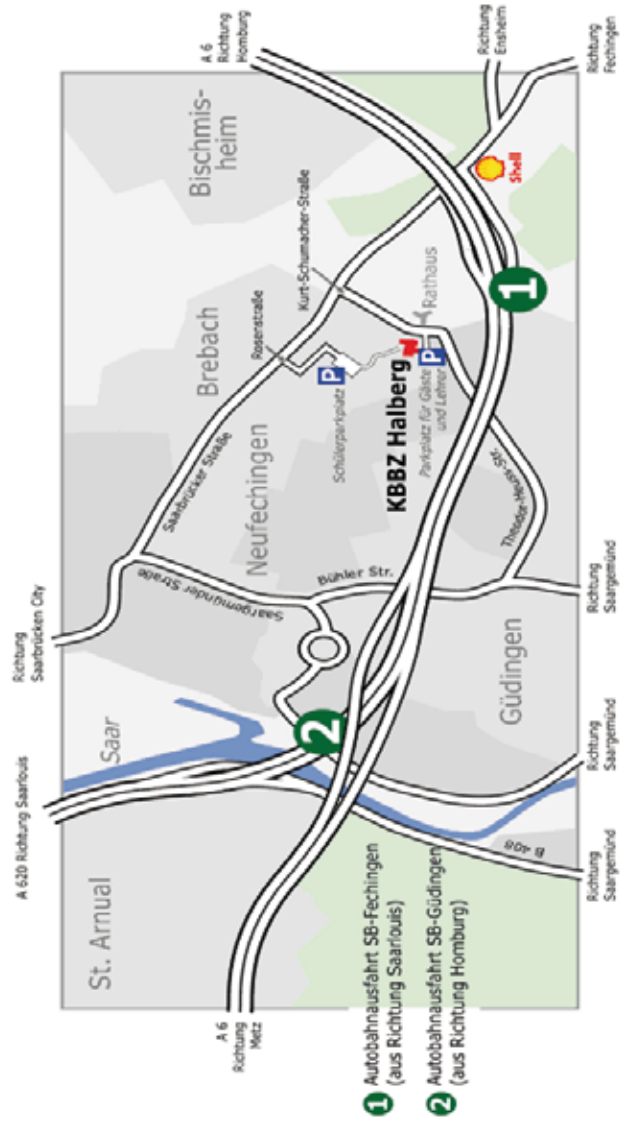 A 620 Richtung Saarlouis
Richtung
Saarbrücken City
A 6
Richtung
Homburg
St. Arnual
Saar
Saarbrücker Straße
Brebach
Bischmis-
heim
Saargemünder Straße
Neufechingen
Rosenstraße
Kurt-Schumacher-Straße
A 6
Richtung
Metz
2
Bühler Str.
P
Schülerparkplatz
KBBZ Halberg
P
Parkplatz für Gäste
und Lehrer
Rathaus
1
Shell
Richtung
Ensheim
Güdingen
Theodor-Heuss-Str.
B 408
Richtung
Saargemünd
Richtung
Saargemünd
Richtung
Saargemünd
Richtung
Fechingen
1 Autobahnausfahrt SB-Fechingen
(aus Richtung Saarlouis)
2 Autobahnausfahrt SB-Güdingen
(aus Richtung Homburg)